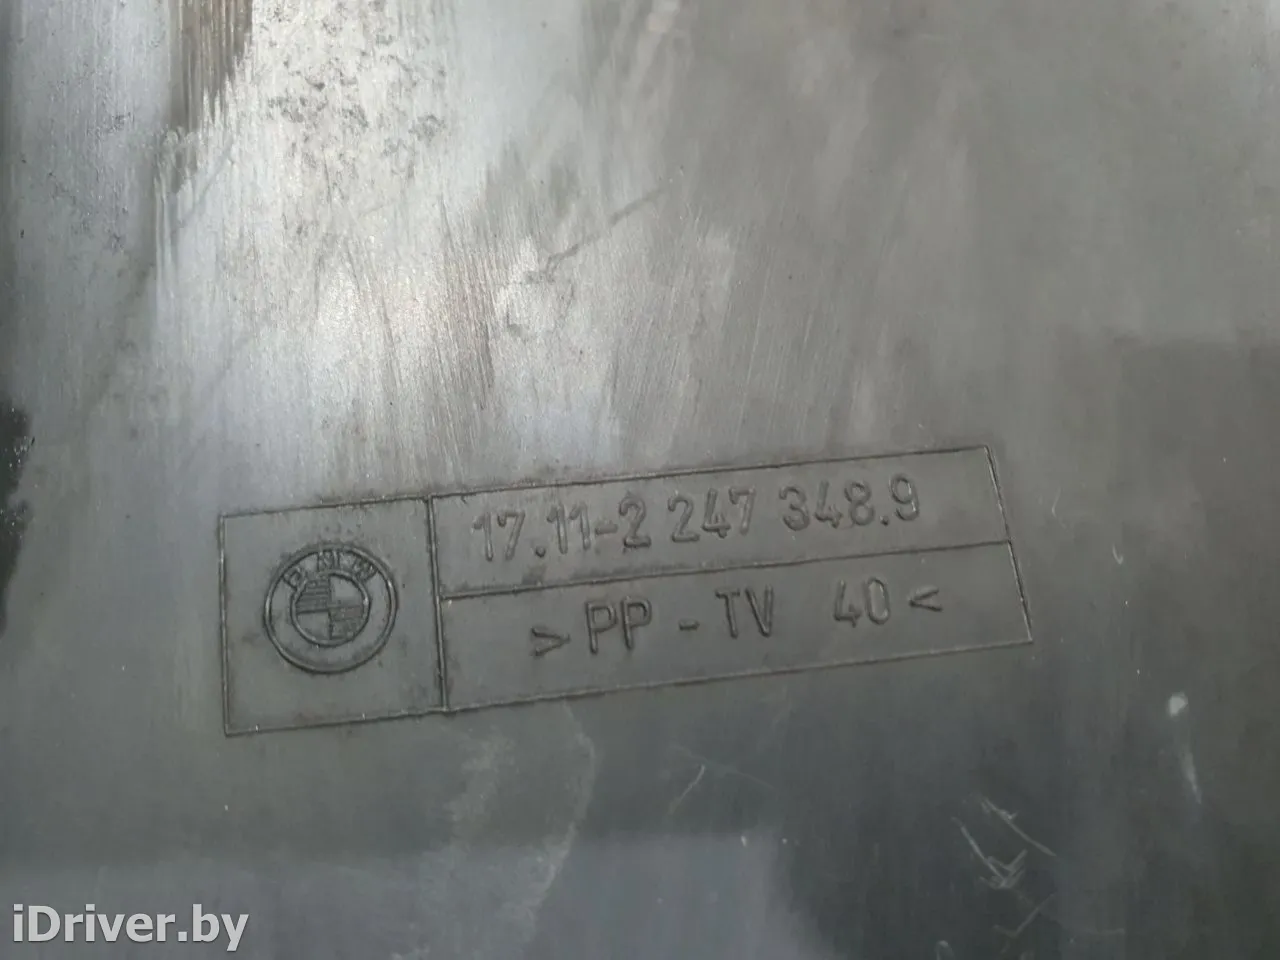 BMW
17.11-2 247 348.9
>PP-TV 40<
iDriver.by